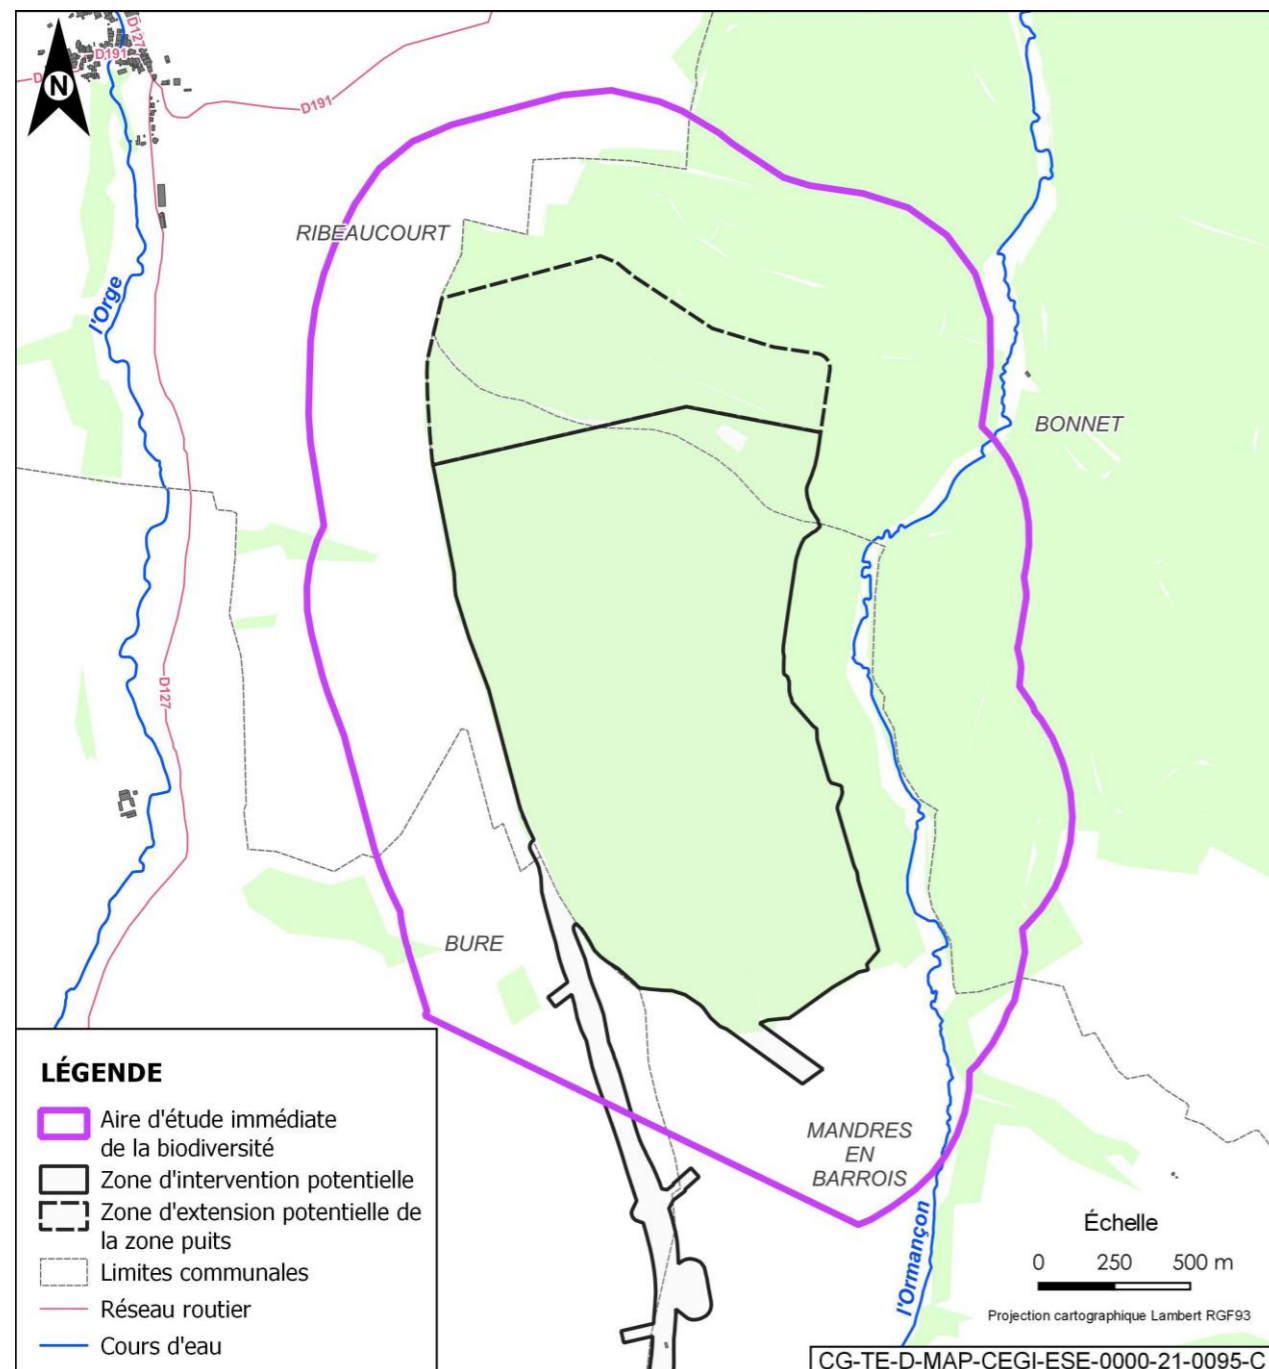 D127
D191
D
N
D191
RIBEAUCOURT
l'Orge
BONNET
D127
BURE
MANDRES
EN
BARROIS
l'Ormançon
LÉGENDE
Aire d'étude immédiate
de la biodiversité
Zone d'intervention potentielle
Zone d'extension potentielle de
la zone puits
Limites communales
Réseau routier
Cours d'eau
Échelle
0 250 500 m
Projection cartographique Lambert RGF93
CG-TE-D-MAP-CEGI-ESE-0000-21-0095-C